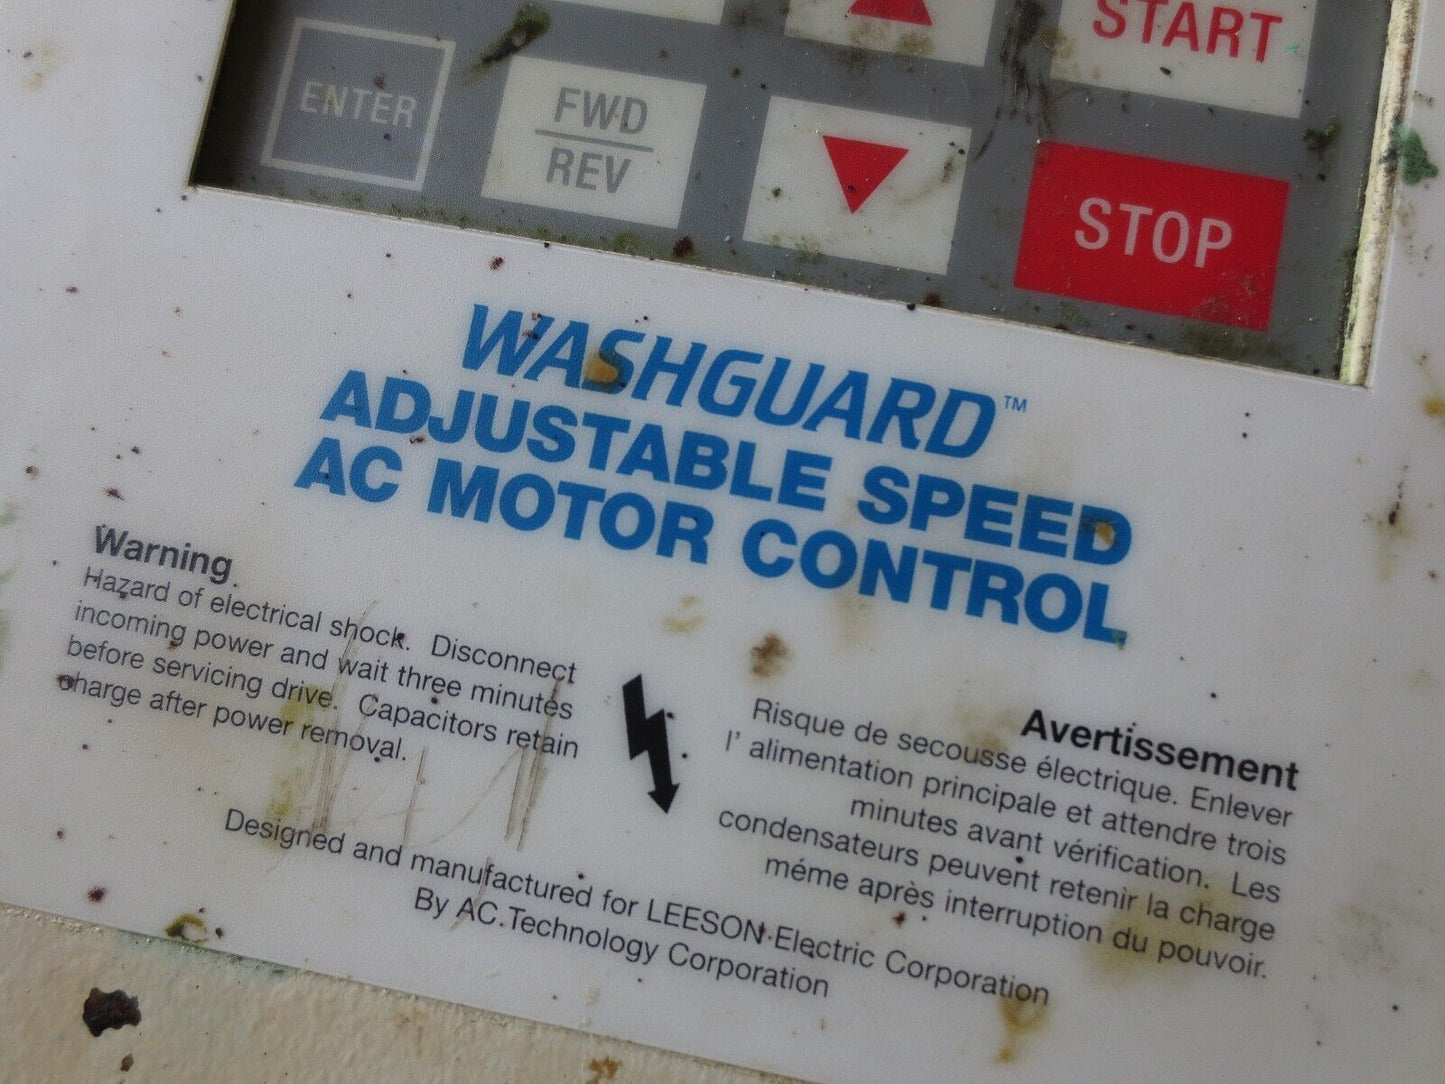 START
ENTER
FWD
REV
STOP
WASHGUARD™
ADJUSTABLE SPEED
AC MOTOR CONTROL
Warning
Hazard of electrical shock. Disconnect
incoming power and wait three minutes
before servicing drive. Capacitors retain
charge after power removal.
Avertissement
Risque de secousse électrique. Enlever
l' alimentation principale et attendre trois
minutes avant vérification. Les
condensateurs peuvent retenir la charge
méme après interruption du pouvoir.
Designed and manufactured for LEESON Electric Corporation
By AC Technology Corporation